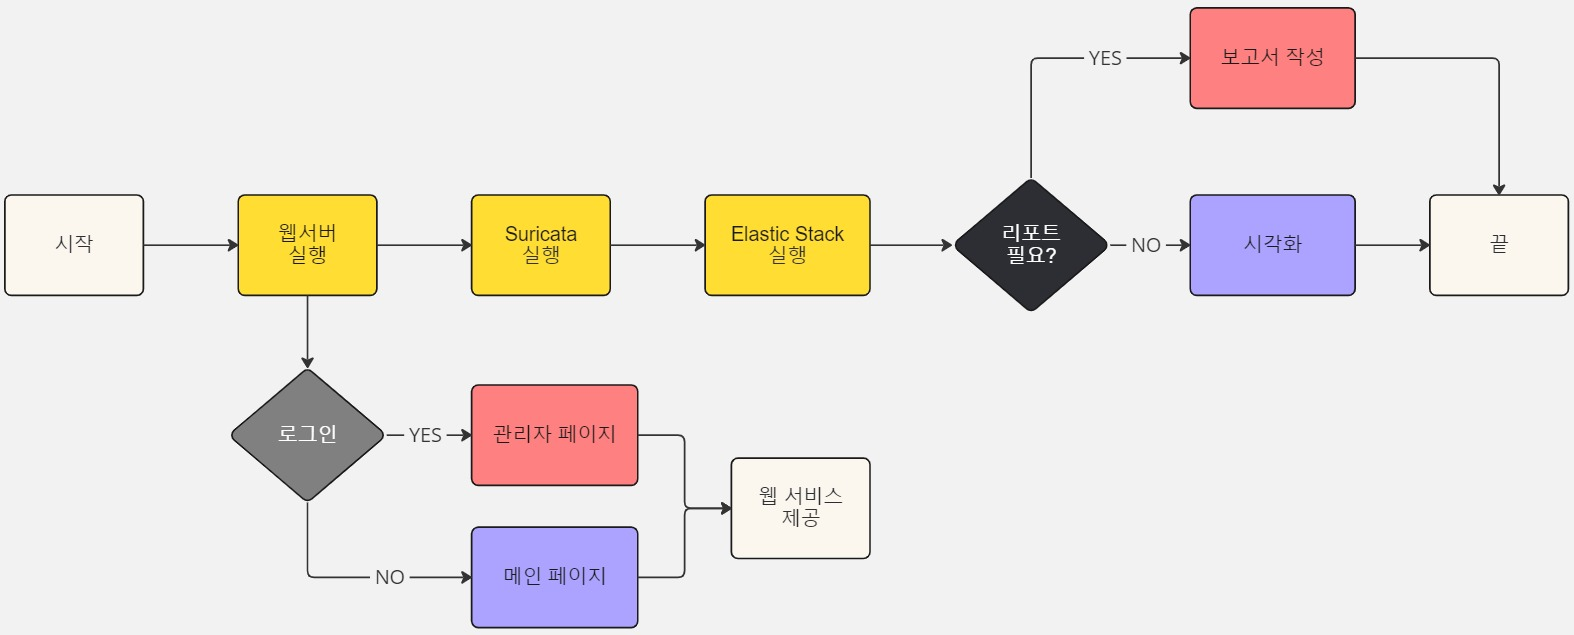 YES
보고서 작성
시작
웹서버
실행
Suricata
실행
Elastic Stack
실행
리포트
필요?
NO
시각화
끝
로그인
YES
관리자 페이지
웹 서비스
제공
NO
메인 페이지